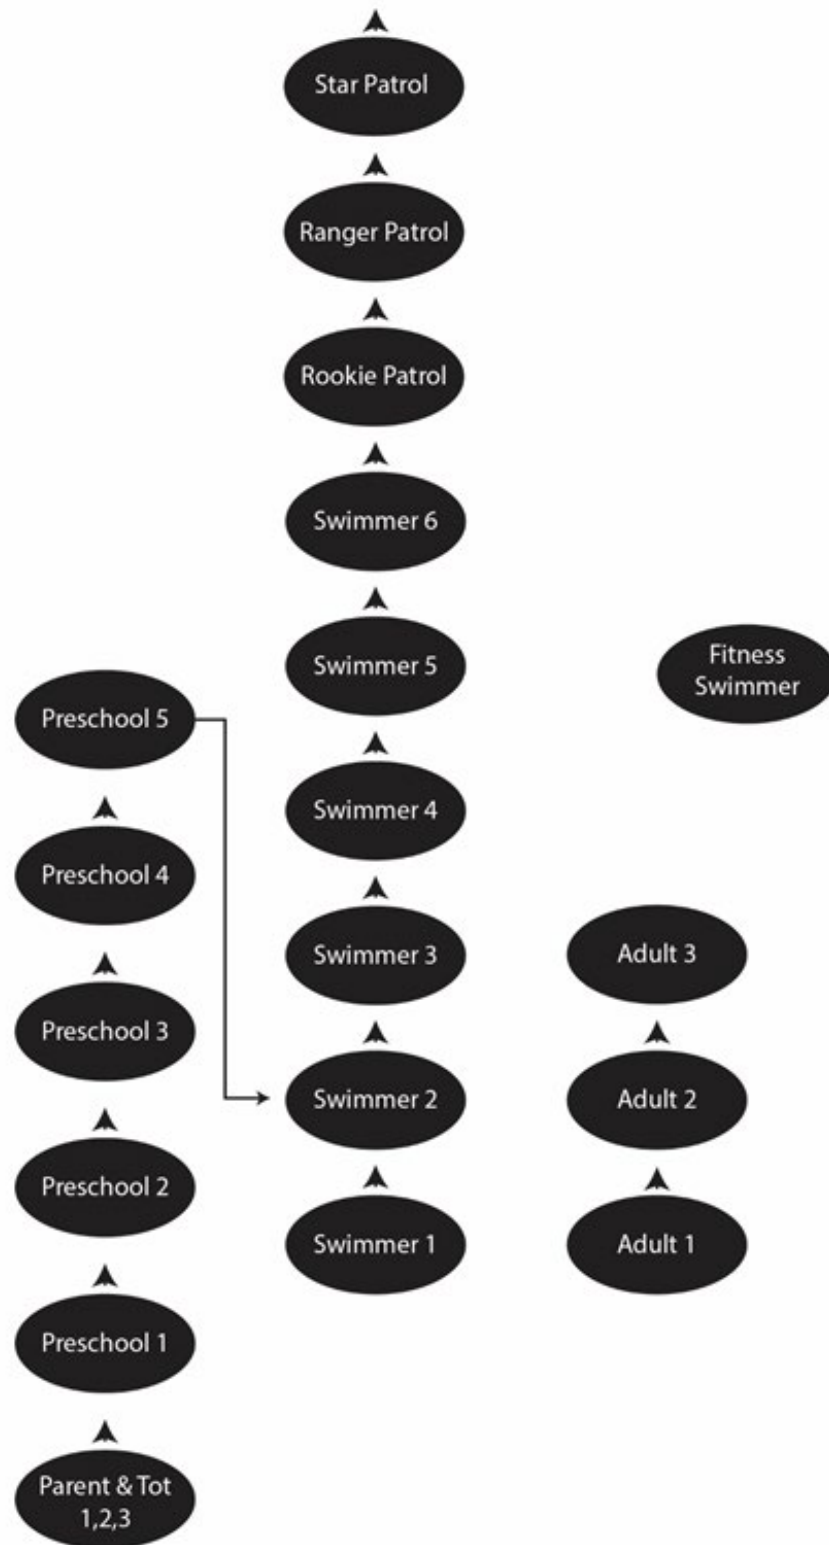 Star Patrol
Ranger Patrol
Rookie Patrol
Swimmer 6
Swimmer 5
Fitness
Swimmer
Preschool 5
Swimmer 4
Preschool 4
Swimmer 3
Adult 3
Preschool 3
Swimmer 2
Adult 2
Preschool 2
Swimmer 1
Adult 1
Preschool 1
Parent & Tot
1,2,3